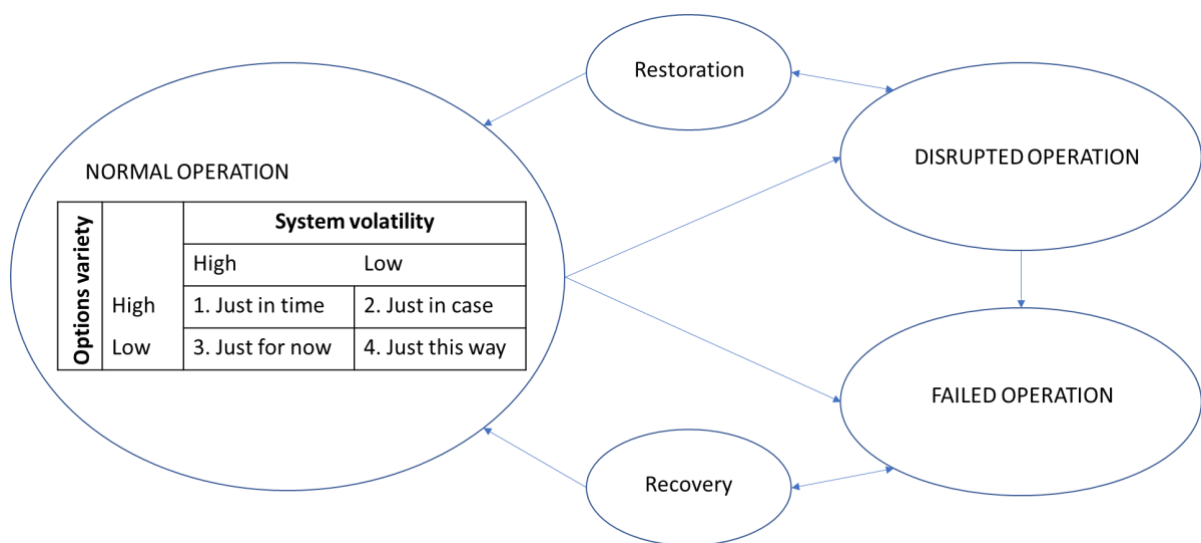 Restoration
DISRUPTED OPERATION
NORMAL OPERATION
Options variety
System volatility
High Low
High 1. Just in time 2. Just in case
Low 3. Just for now 4. Just this way
FAILED OPERATION
Recovery